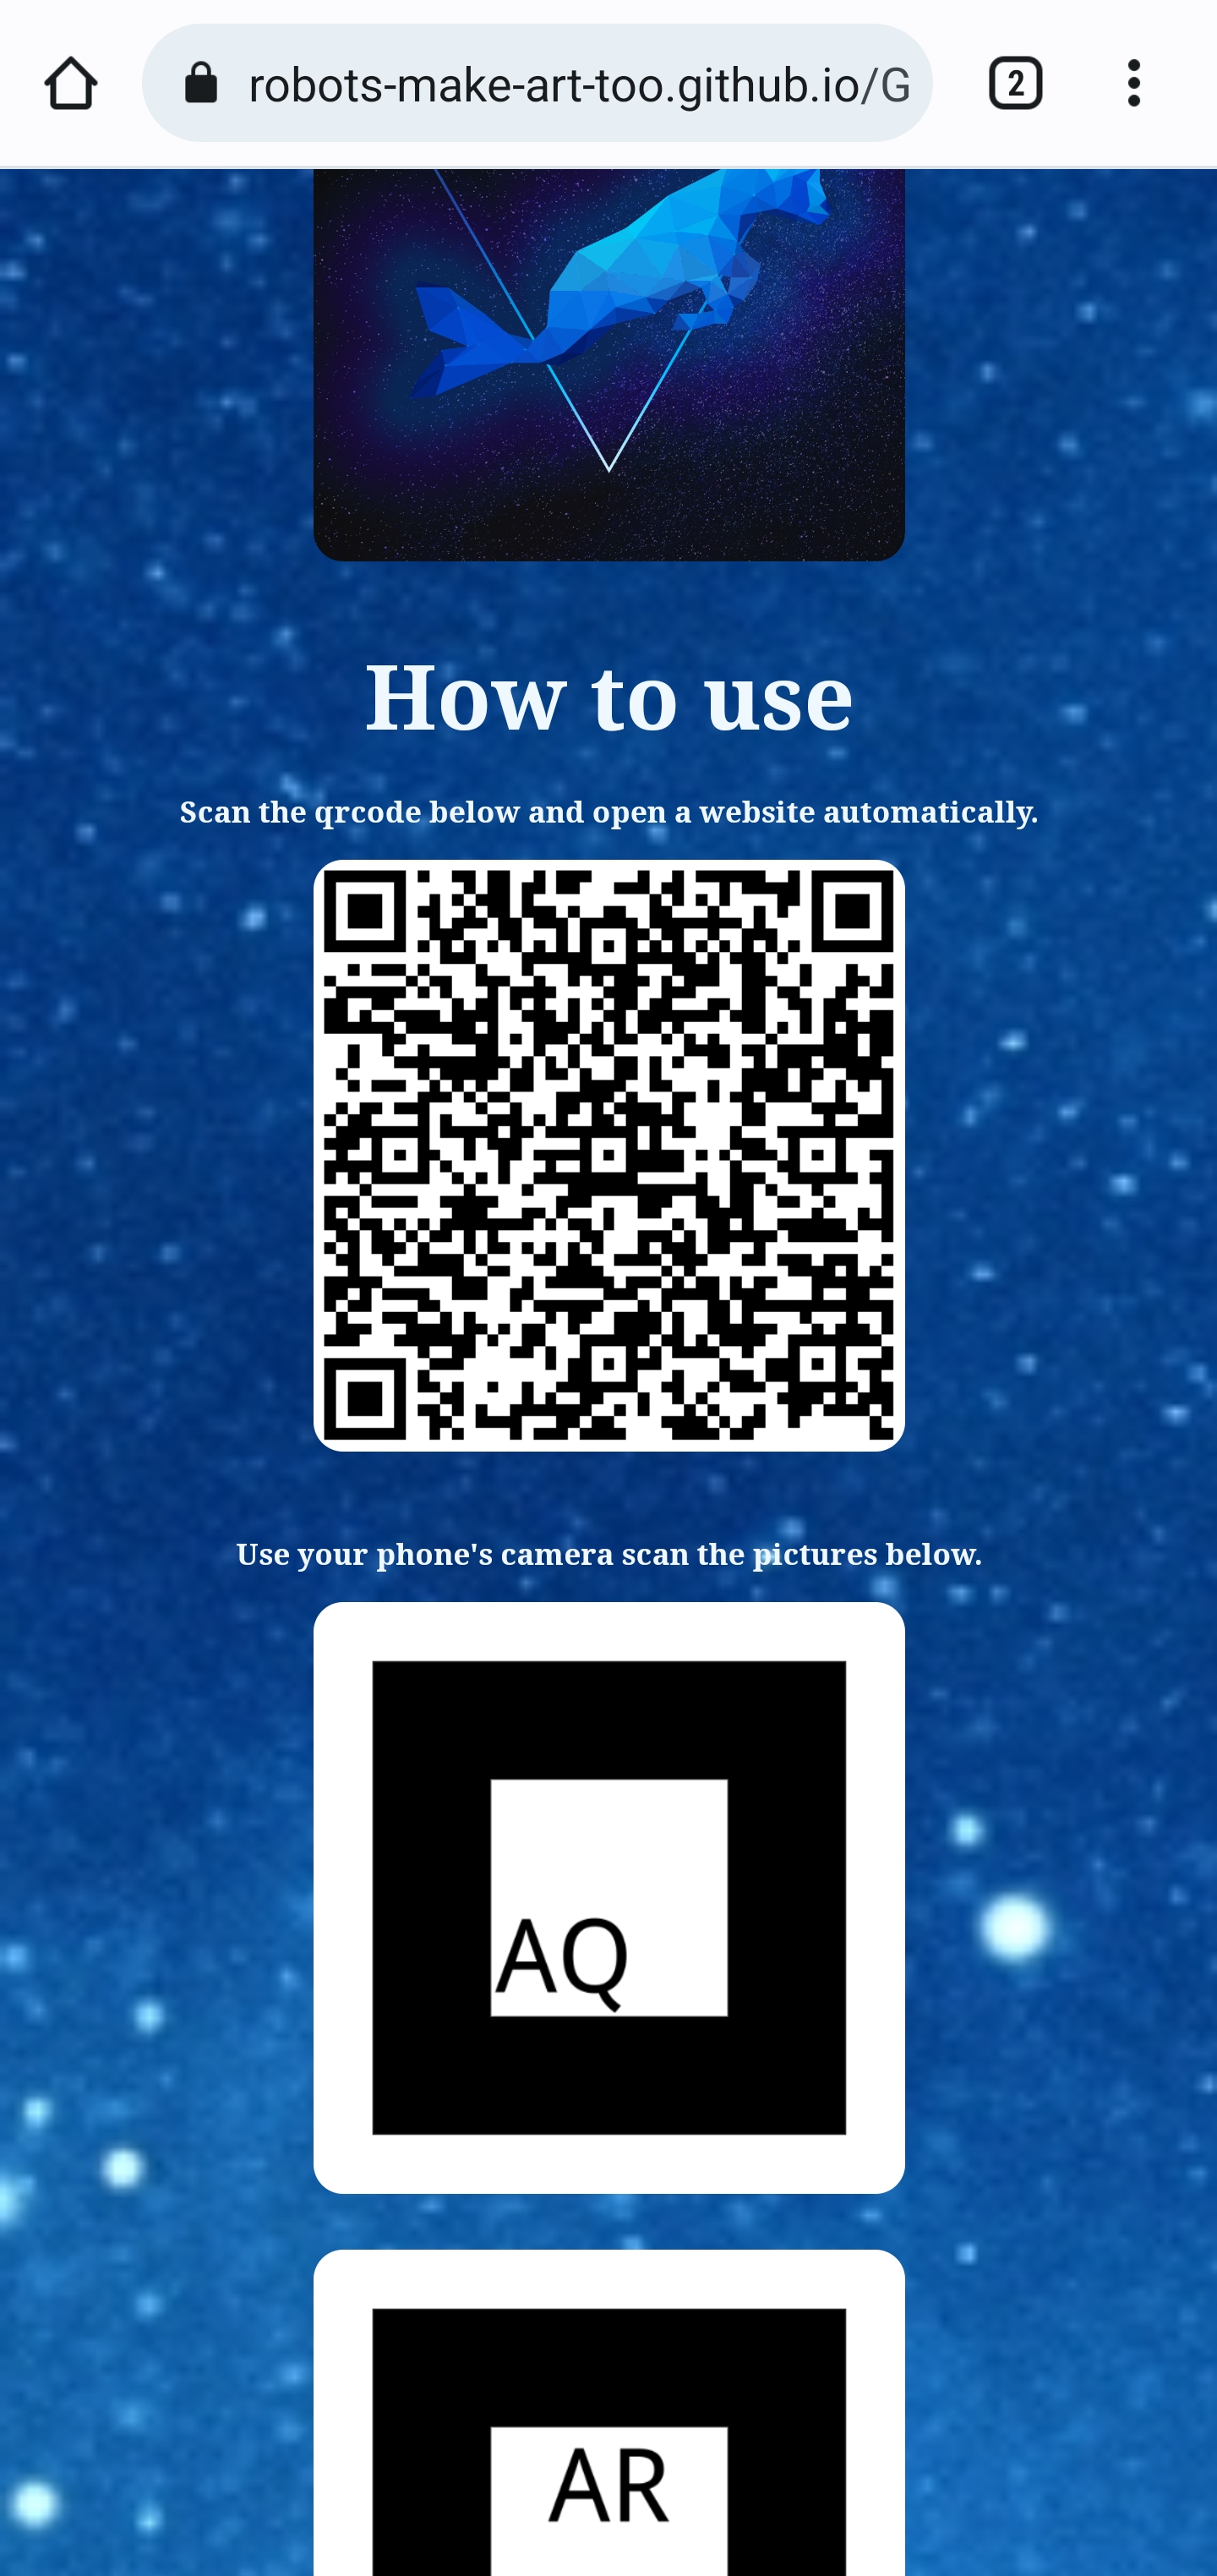 robots-make-art-too.github.io/G
2
How to use
Scan the qrcode below and open a website automatically.
Use your phone's camera scan the pictures below.
AQ
AR